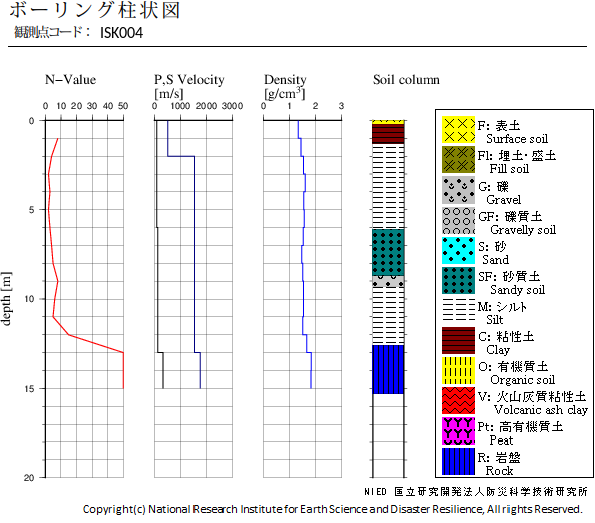 ボーリング柱状図
観測点コード： ISK004
N-Value
P,S Velocity
[m/s]
Density
[g/cm³]
Soil column
0 10 20 30 40 50
0 1000 2000 3000
0 1 2 3
0
5
10
15
20
depth [m]
F: 表土
Surface soil
Fl: 埋土・盛土
Fill soil
G: 礫
Gravel
GF: 礫質土
Gravelly soil
S: 砂
Sand
SF: 砂質土
Sandy soil
M: シルト
Silt
C: 粘性土
Clay
O: 有機質土
Organic soil
V: 火山灰質粘性土
Volcanic ash clay
Pt: 高有機質土
Peat
R: 岩盤
Rock
NIED 国立研究開発法人防災科学技術研究所
Copyright(c) National Research Institute for Earth Science and Disaster Resilience, All rights Reserved.